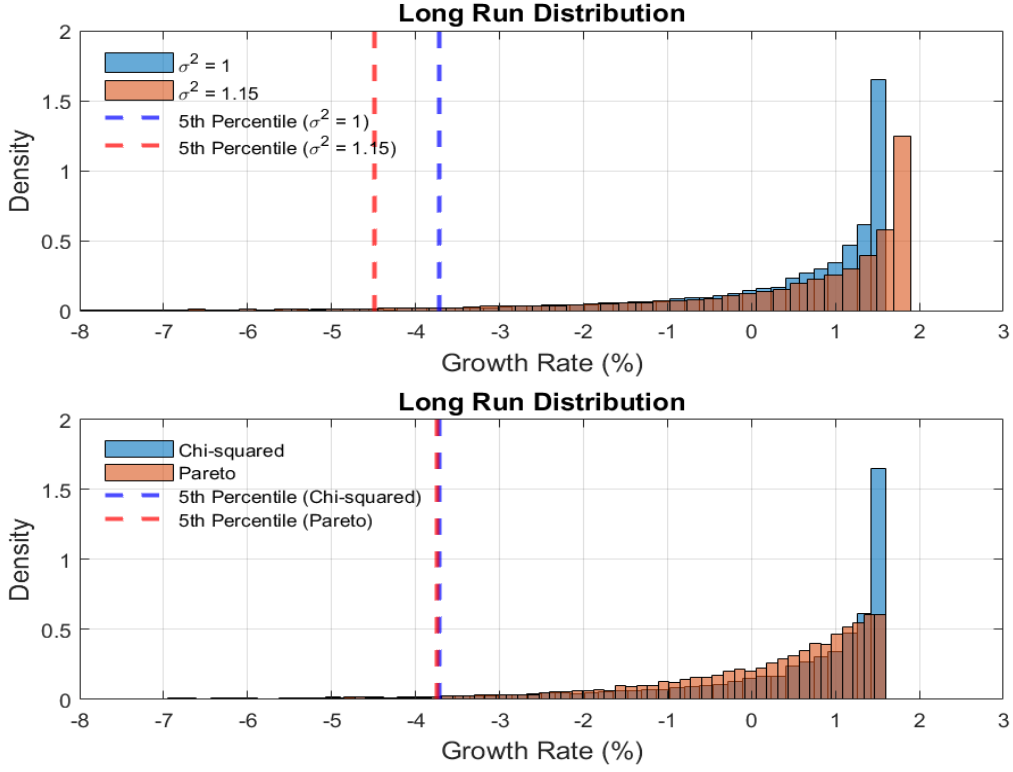 Long Run Distribution
2
1.5
1
0.5
0
Density
σ² = 1
σ² = 1.15
5th Percentile (σ² = 1)
5th Percentile (σ² = 1.15)
-8 -7 -6 -5 -4 -3 -2 -1 0 1 2 3
Growth Rate (%)
Long Run Distribution
2
1.5
1
0.5
0
Density
Chi-squared
Pareto
5th Percentile (Chi-squared)
5th Percentile (Pareto)
-8 -7 -6 -5 -4 -3 -2 -1 0 1 2 3
Growth Rate (%)